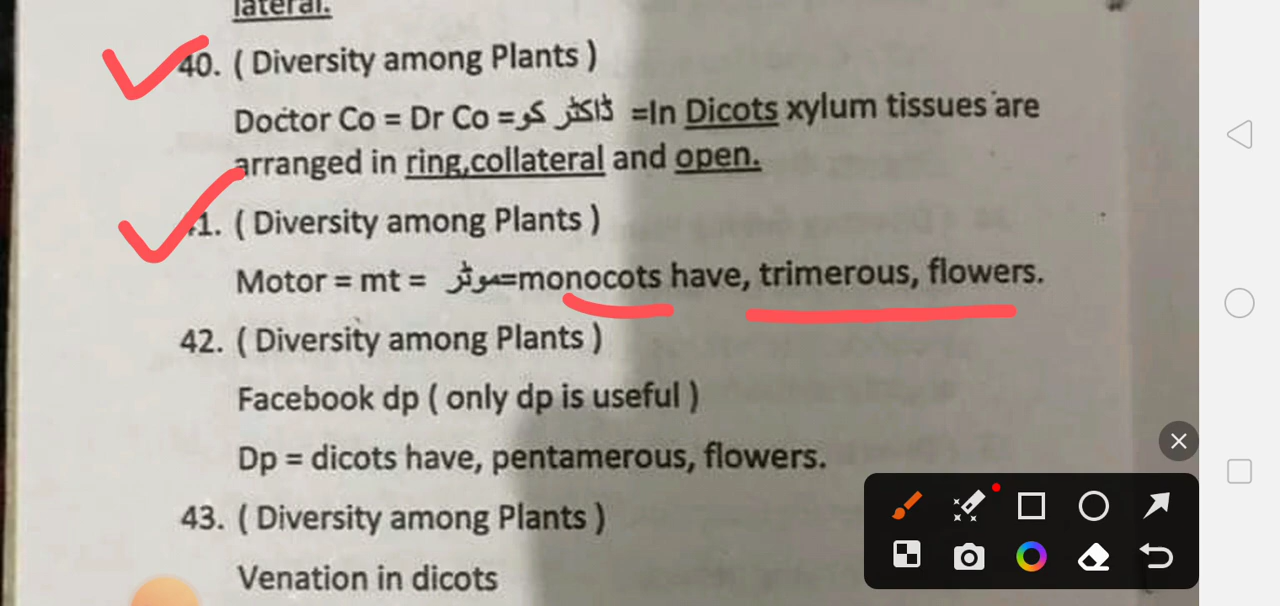 lateral.
40. ( Diversity among Plants )
Doctor Co = Dr Co = ڈاکٹر کو =In Dicots xylum tissues are
arranged in ring,collateral and open.
41. ( Diversity among Plants )
Motor = mt = موٹر=monocots have, trimerous, flowers.
42. ( Diversity among Plants )
Facebook dp ( only dp is useful )
Dp = dicots have, pentamerous, flowers.
43. ( Diversity among Plants )
Venation in dicots